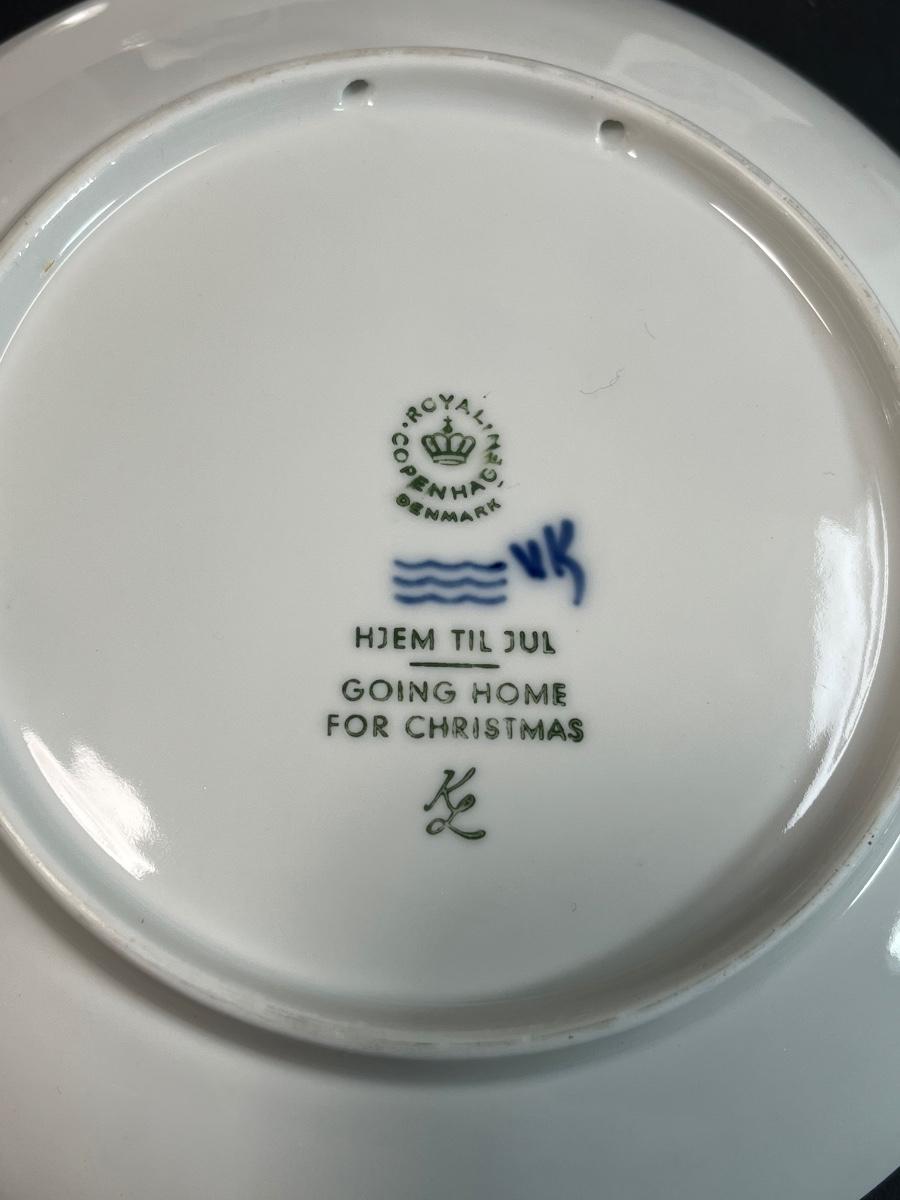 ROYAL COPENHAGEN
DENMARK
VK
HJEM TIL JUL
GOING HOME
FOR CHRISTMAS
KL